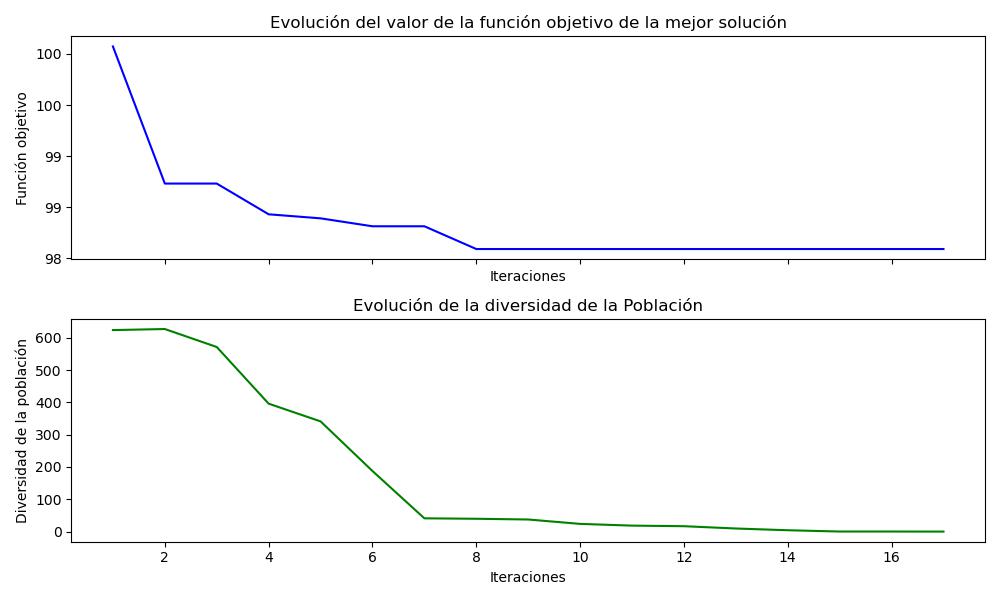 Evolución del valor de la función objetivo de la mejor solución
100
100
99
99
98
Función objetivo
Iteraciones
Evolución de la diversidad de la Población
600
500
400
300
200
100
0
Diversidad de la población
2 4 6 8 10 12 14 16
Iteraciones